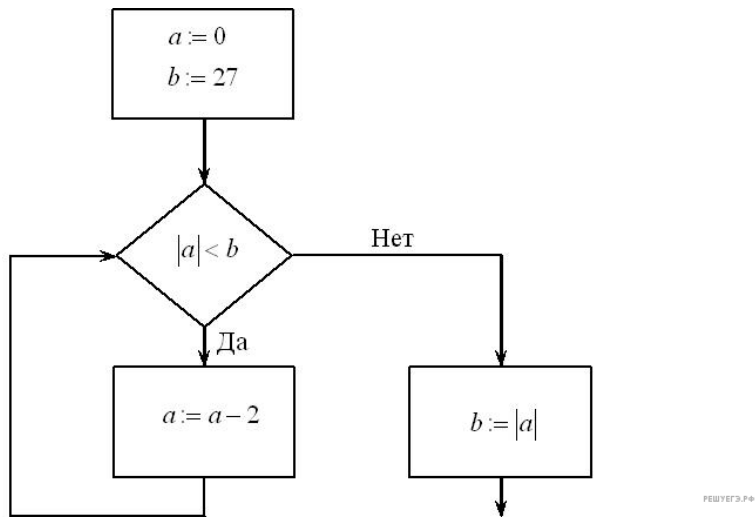 a := 0
b := 27
|a| < b
Нет
Да
a := a − 2
b := |a|
РЕШУЕГЭ.РФ